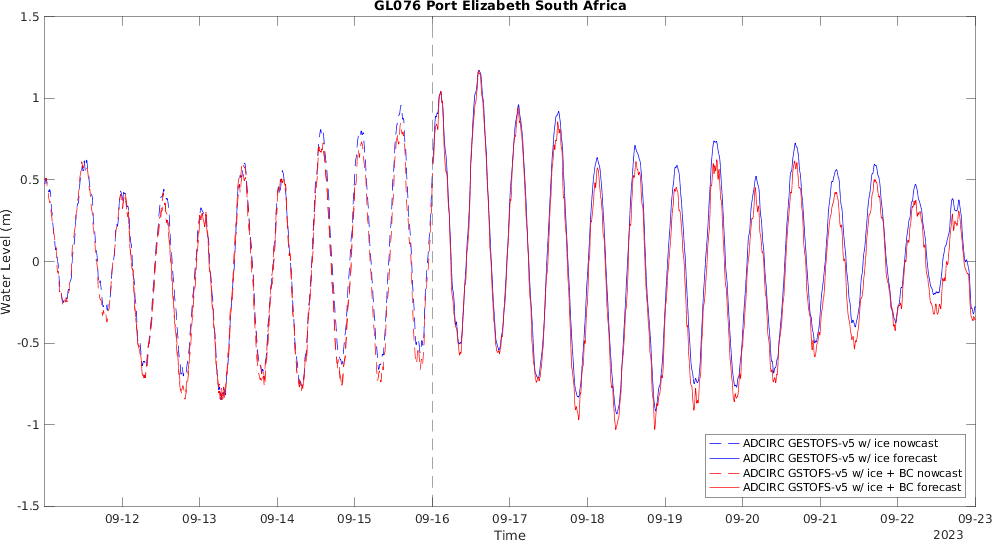 GL076 Port Elizabeth South Africa
1.5
1
0.5
0
-0.5
-1
-1.5
Water Level (m)
ADCIRC GESTOFS-v5 w/ ice nowcast
ADCIRC GESTOFS-v5 w/ ice forecast
ADCIRC GSTOFS-v5 w/ ice + BC nowcast
ADCIRC GSTOFS-v5 w/ ice + BC forecast
09-12 09-13 09-14 09-15 09-16 09-17 09-18 09-19 09-20 09-21 09-22 09-23
Time
2023